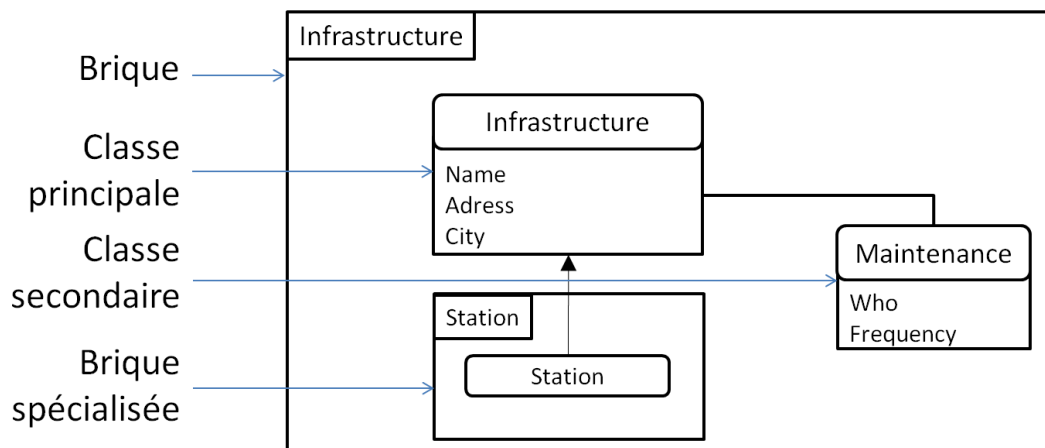 Brique
Classe
principale
Classe
secondaire
Brique
spécialisée
Infrastructure
Infrastructure
Name
Adress
City
Maintenance
Who
Frequency
Station
Station